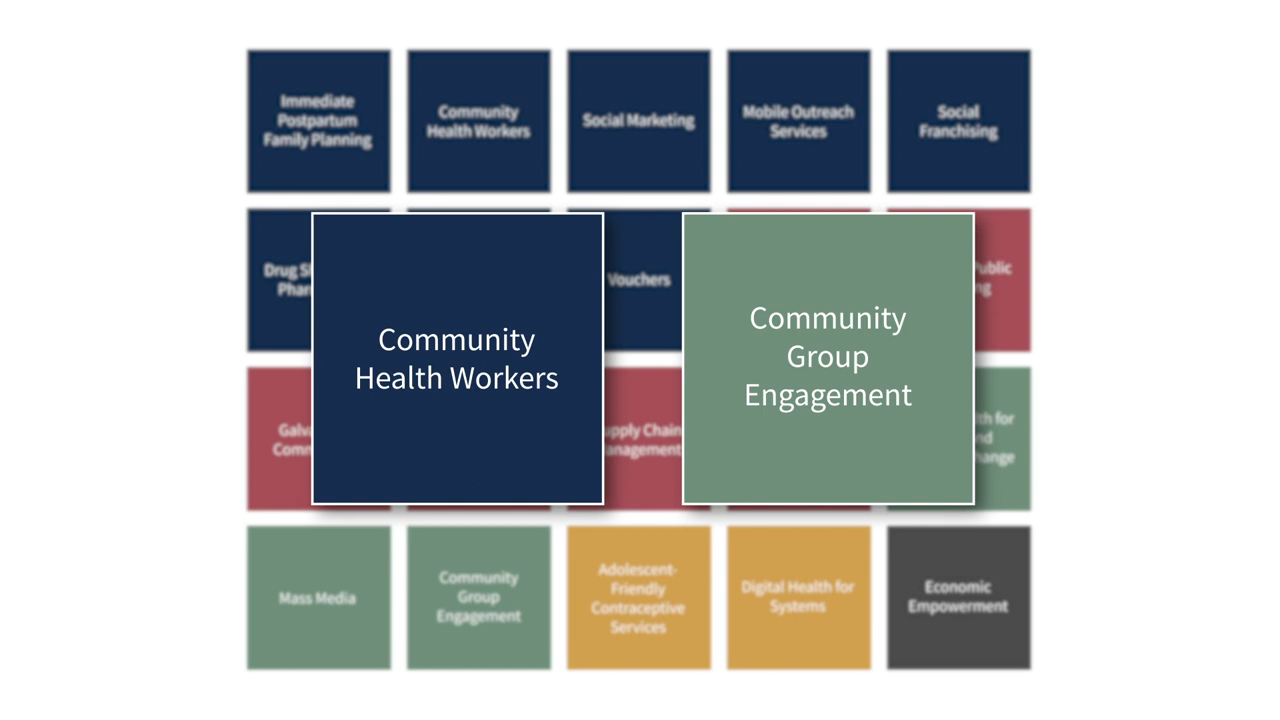 Immediate
Postpartum
Family Planning
Community
Health Workers
Social Marketing
Mobile Outreach
Services
Social
Franchising
Vouchers
Community
Health Workers
Community
Group
Engagement
Mass Media
Community
Group
Engagement
Adolescent-
Friendly
Contraceptive
Services
Digital Health for
Systems
Economic
Empowerment